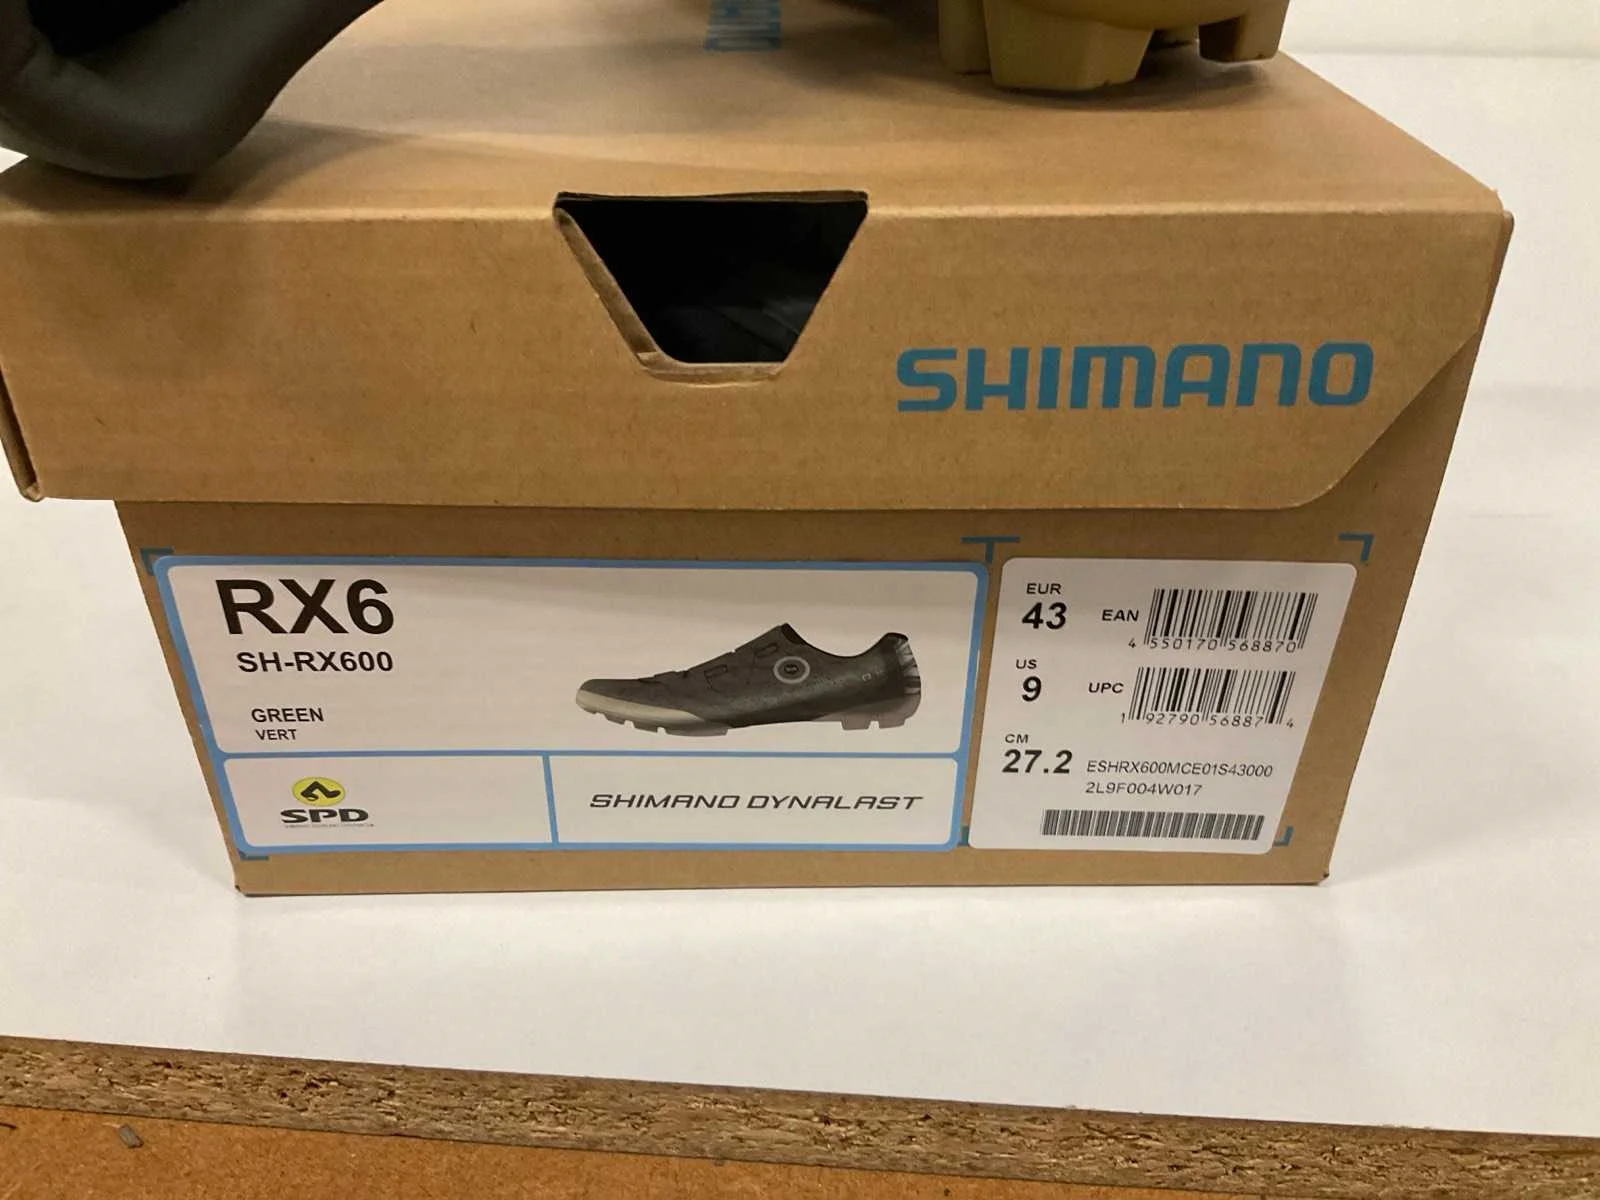 SHIMANO
SHIMANO
RX6
SH-RX600
GREEN
VERT
SPD
SHIMANO DYNALAST
EUR
43
EAN
4 550170 568870
US
9
UPC
1 92790 56887 4
CM
27.2
ESHRX600MCE01S43000
2L9F004W017